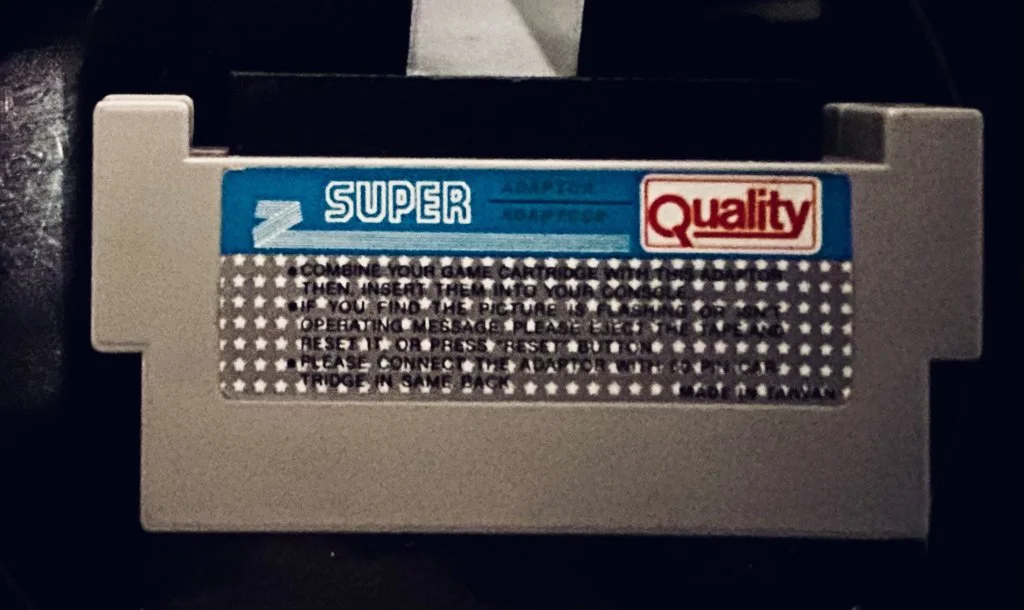 SUPER
ADAPTOR
ADAPTEUR
Quality
•COMBINE YOUR GAME CARTRIDGE WITH THIS ADAPTOR
THEN, INSERT THEM INTO YOUR CONSOLE
•IF YOU FIND THE PICTURE IS FLASHING OR ISN'T
OPERATING MESSAGE, PLEASE EJECT THE TAPE AND
RESET IT OR PRESS "RESET" BUTTON
•PLEASE CONNECT THE ADAPTOR WITH 60 PIN CAR-
TRIDGE IN SAME BACK
MADE IN TAIWAN